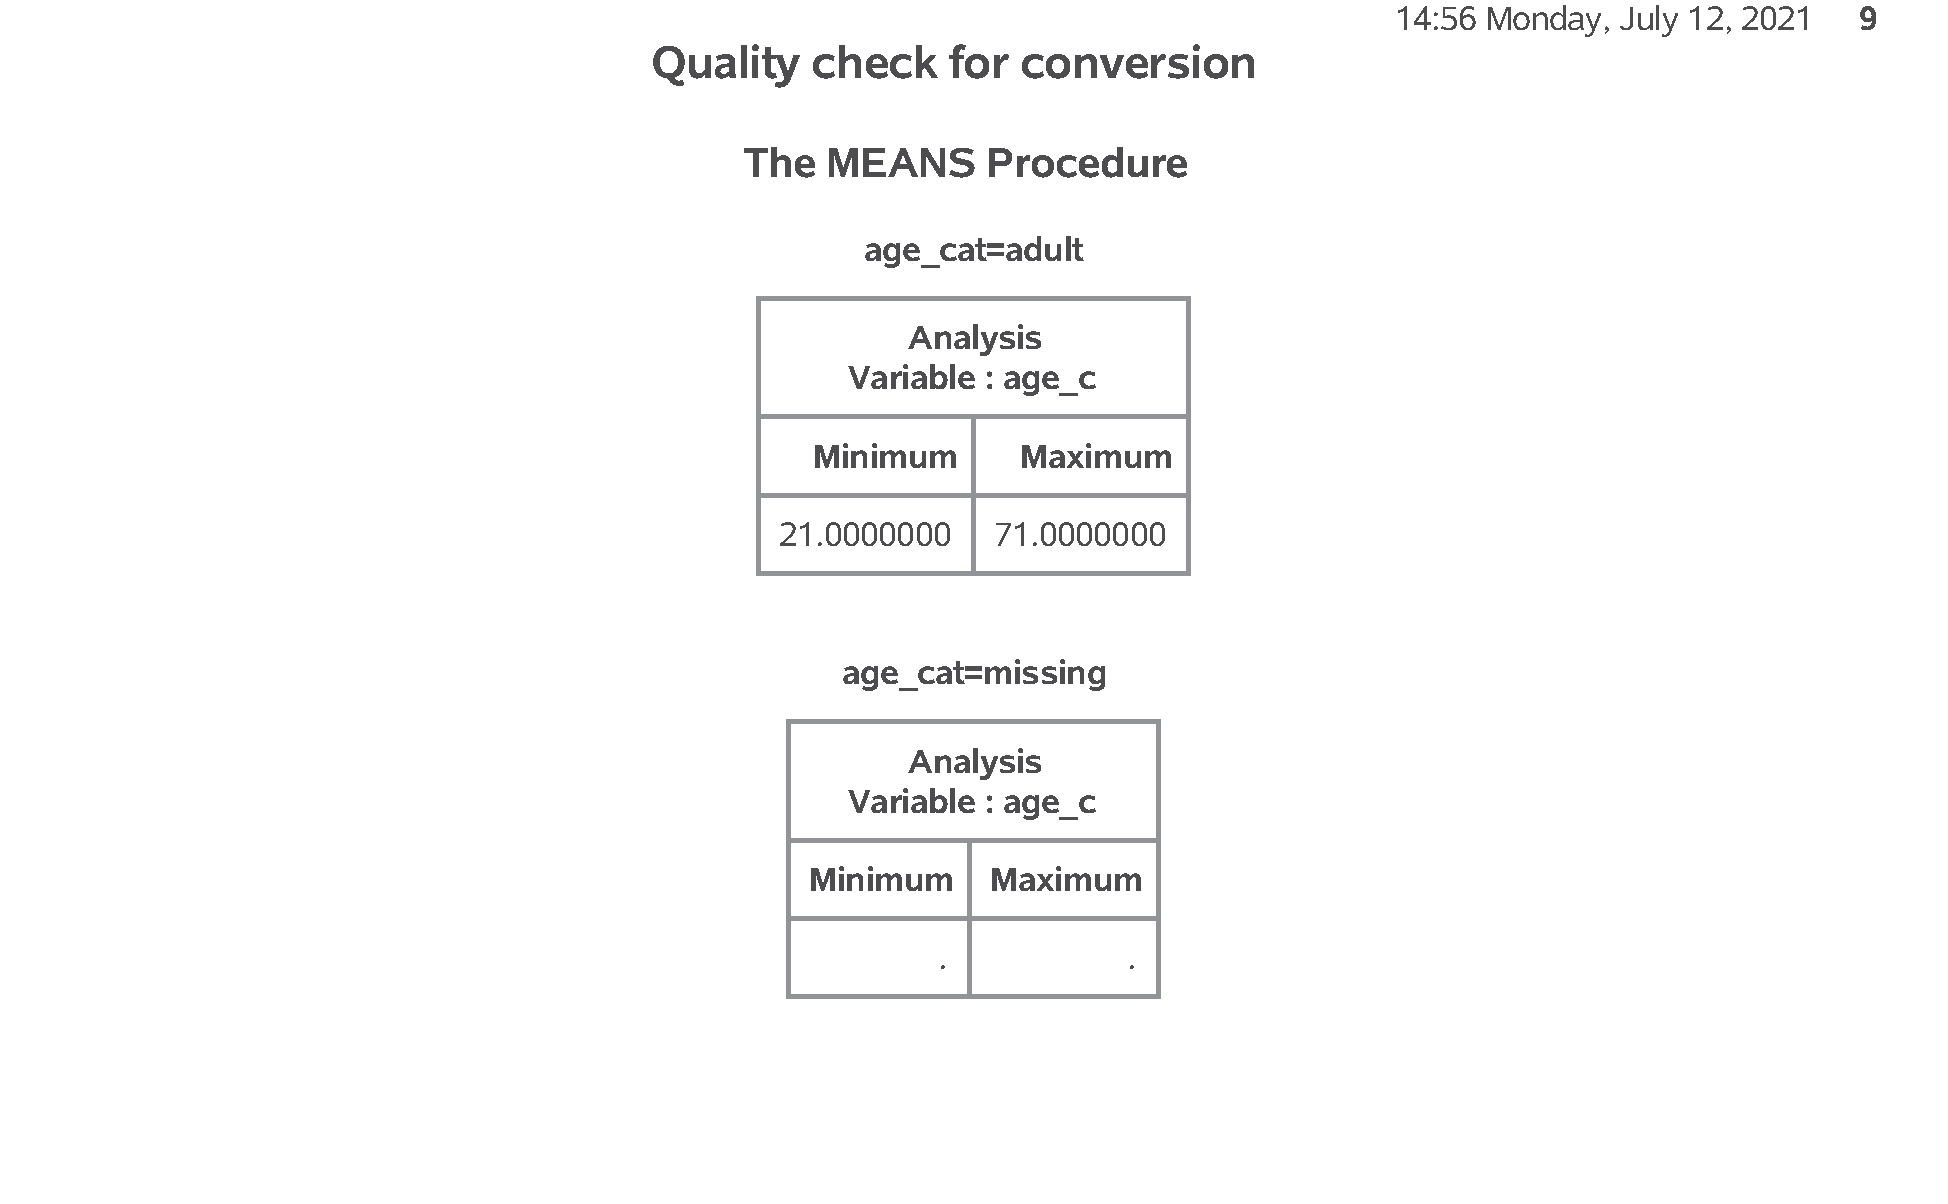 14:56 Monday, July 12, 2021 9
Quality check for conversion
The MEANS Procedure
age_cat=adult
Analysis
Variable : age_c
Minimum Maximum
21.0000000 71.0000000
age_cat=missing
Analysis
Variable : age_c
Minimum Maximum
. .